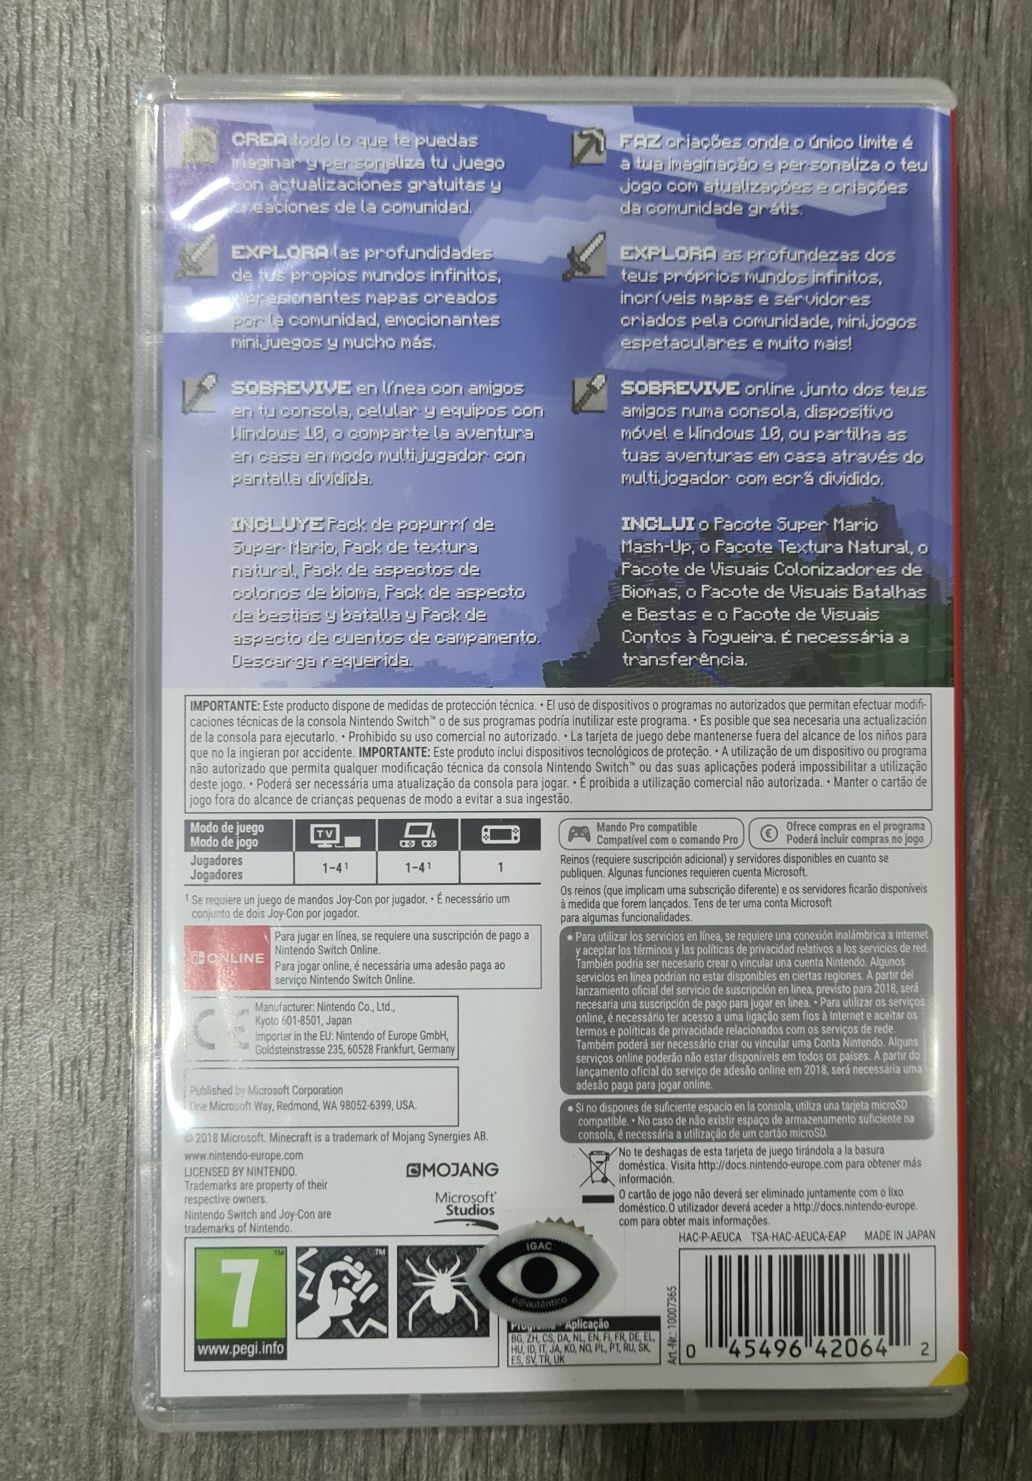 CREA todo lo que te puedas
imaginar y personaliza tu juego
con actualizaciones gratuitas y
creaciones de la comunidad.
EXPLORA las profundidades
de tus propios mundos infinitos,
impresionantes mapas creados
por la comunidad, emocionantes
minijuegos y mucho más.
SOBREVIVE en línea con amigos
en tu consola, celular y equipos con
Windows 10, o comparte la aventura
en casa en modo multijugador con
pantalla dividida.
INCLUYE Pack de popurrí de
Super Mario, Pack de textura
natural, Pack de aspectos de
colonos de bioma, Pack de aspecto
de bestias y batalla y Pack de
aspecto de cuentos de campamento.
Descarga requerida.
FAZ criações onde o único limite é
a tua imaginação e personaliza o teu
jogo com atualizações e criações
da comunidade grátis.
EXPLORA as profundezas dos
teus próprios mundos infinitos,
incríveis mapas e servidores
criados pela comunidade, minijogos
espetaculares e muito mais!
SOBREVIVE online junto dos teus
amigos numa consola, dispositivo
móvel e Windows 10, ou partilha as
tuas aventuras em casa através do
multijogador com ecrã dividido.
INCLUI o Pacote Super Mario
Mash-Up, o Pacote Textura Natural, o
Pacote de Visuais Colonizadores de
Biomas, o Pacote de Visuais Batalhas
e Bestas e o Pacote de Visuais
Contos à Fogueira. É necessária a
transferência.
IMPORTANTE: Este producto dispone de medidas de protección técnica. • El uso de dispositivos o programas no autorizados que permitan efectuar modifi-
caciones técnicas de la consola Nintendo Switch™ o de sus programas podría inutilizar este programa. • Es posible que sea necesaria una actualización
de la consola para ejecutarlo. • Prohibido su uso comercial no autorizado. • La tarjeta de juego debe mantenerse fuera del alcance de los niños para
que no la ingieran por accidente. IMPORTANTE: Este produto inclui dispositivos tecnológicos de proteção. • A utilização de um dispositivo ou programa
não autorizado que permita qualquer modificação técnica da consola Nintendo Switch™ ou das suas aplicações poderá impossibilitar a utilização
deste jogo. • Poderá ser necessária uma atualização da consola para jogar. • É proibida a utilização comercial não autorizada. • Manter o cartão de
jogo fora do alcance de crianças pequenas de modo a evitar a sua ingestão.
Modo de juego
Modo de jogo
TV
Jugadores
Jogadores
1-4¹
1-4¹
1
¹ Se requiere un juego de mandos Joy-Con por jugador. • É necessário um
conjunto de dois Joy-Con por jogador.
ONLINE
Para jugar en línea, se requiere una suscripción de pago a
Nintendo Switch Online.
Para jogar online, é necessária uma adesão paga ao
serviço Nintendo Switch Online.
CE
Manufacturer: Nintendo Co., Ltd.,
Kyoto 601-8501, Japan
Importer in the EU: Nintendo of Europe GmbH,
Goldsteinstrasse 235, 60528 Frankfurt, Germany
Published by Microsoft Corporation
One Microsoft Way, Redmond, WA 98052-6399, USA.
© 2018 Microsoft. Minecraft is a trademark of Mojang Synergies AB.
www.nintendo-europe.com
LICENSED BY NINTENDO.
Trademarks are property of their
respective owners.
Nintendo Switch and Joy-Con are
trademarks of Nintendo.
MOJANG
Microsoft
Studios
Mando Pro compatible
Compatível com o comando Pro
€
Ofrece compras en el programa
Poderá incluir compras no jogo
Reinos (requiere suscripción adicional) y servidores disponibles en cuanto se
publiquen. Algunas funciones requieren cuenta Microsoft.
Os reinos (que implicam uma subscrição diferente) e os servidores ficarão disponíveis
à medida que forem lançados. Tens de ter uma conta Microsoft
para algumas funcionalidades.
• Para utilizar los servicios en línea, se requiere una conexión inalámbrica a internet
y aceptar los términos y las políticas de privacidad relativos a los servicios de red.
También podría ser necesario crear o vincular una cuenta Nintendo. Algunos
servicios en línea podrían no estar disponibles en ciertas regiones. A partir del
lanzamiento oficial del servicio de suscripción en línea, previsto para 2018, será
necesaria una suscripción de pago para jugar en línea. • Para utilizar os serviços
online, é necessário ter acesso a uma ligação sem fios à Internet e aceitar os
termos e políticas de privacidade relacionados com os serviços de rede.
Também poderá ser necessário criar ou vincular uma Conta Nintendo. Alguns
serviços online poderão não estar disponíveis em todos os países. A partir do
lançamento oficial do serviço de adesão online em 2018, será necessária uma
adesão paga para jogar online.
• Si no dispones de suficiente espacio en la consola, utiliza una tarjeta microSD
compatible. • No caso de não existir espaço de armazenamento suficiente na
consola, é necessária a utilização de um cartão microSD.
No te deshagas de esta tarjeta de juego tirándola a la basura
doméstica. Visita http://docs.nintendo-europe.com para obtener más
información.
O cartão de jogo não deverá ser eliminado juntamente com o lixo
doméstico.O utilizador deverá aceder a http://docs.nintendo-europe.
com para obter mais informações.
HAC-P-AEUCA TSA-HAC-AEUCA-EAP MADE IN JAPAN
7
™
www.pegi.info
™
IGAC
é@autêntico
Aplicação
BG, ZH, CS, DA, NL, EN, FI, FR, DE, EL,
HU, ID, IT, JA, KO, NO, PL, PT, RU, SK,
ES, SV, TR, UK
Art.-Nr.: 10007365
0 45496 42064 2